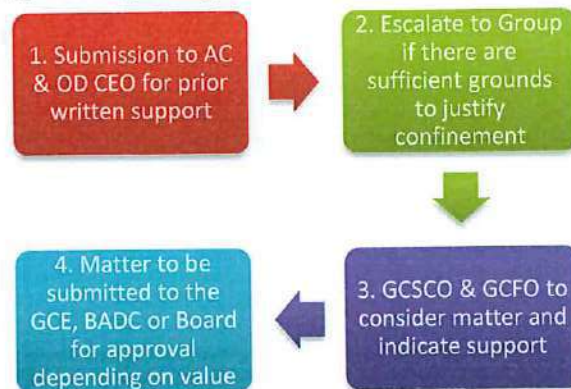 1. Submission to AC
& OD CEO for prior
written support
2. Escalate to Group
if there are
sufficient grounds
to justify
confinement
3. GCSCO & GCFO to
consider matter and
indicate support
4. Matter to be
submitted to the
GCE, BADC or Board
for approval
depending on value